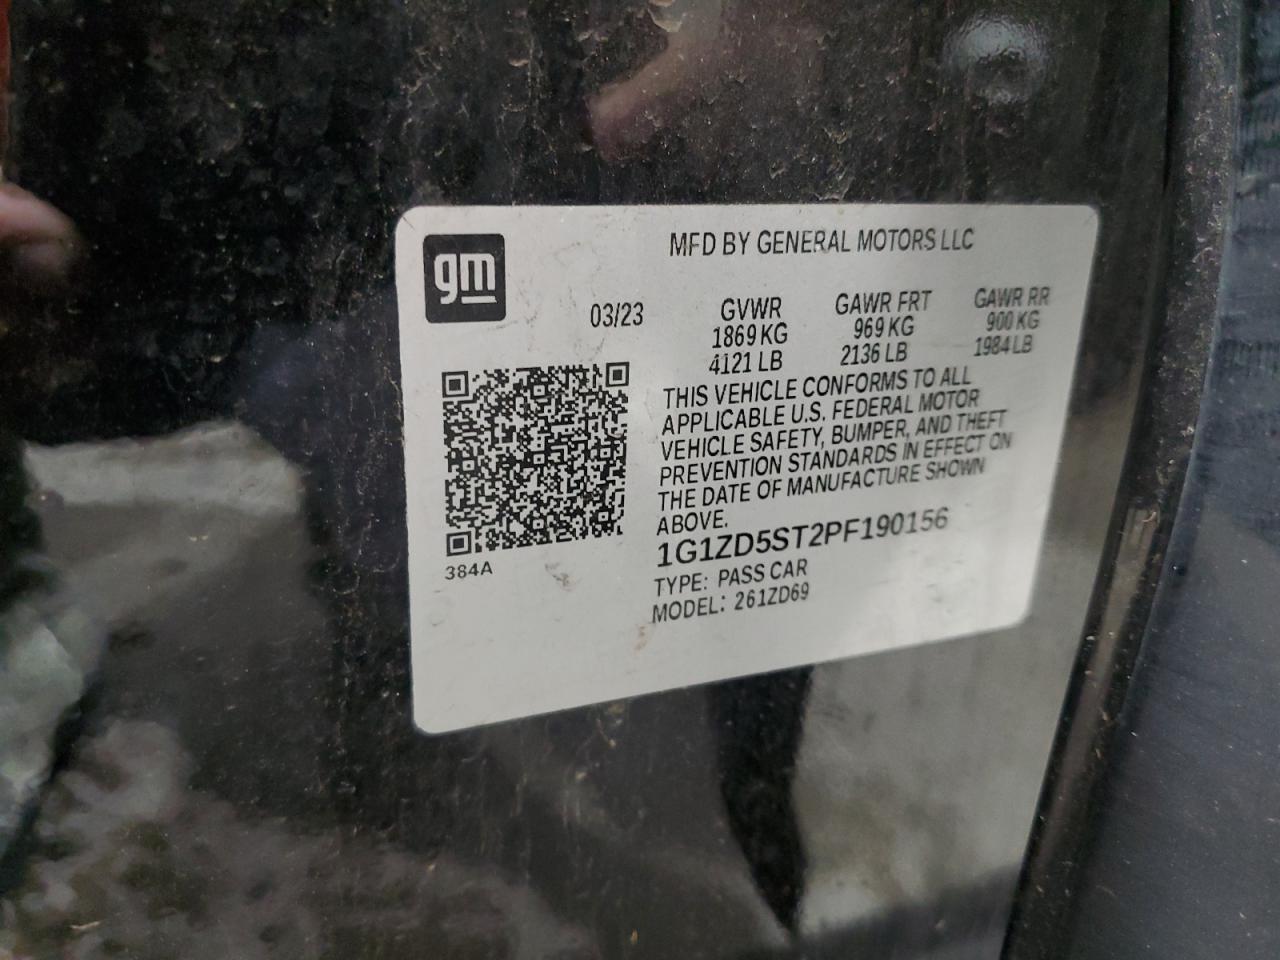 gm
MFD BY GENERAL MOTORS LLC
03/23 GVWR GAWR FRT GAWR RR
1869 KG 969 KG 900 KG
4121 LB 2136 LB 1984 LB
THIS VEHICLE CONFORMS TO ALL
APPLICABLE U.S. FEDERAL MOTOR
VEHICLE SAFETY, BUMPER, AND THEFT
PREVENTION STANDARDS IN EFFECT ON
THE DATE OF MANUFACTURE SHOWN
ABOVE.
1G1ZD5ST2PF190156
384A
TYPE: PASS CAR
MODEL: 261ZD69